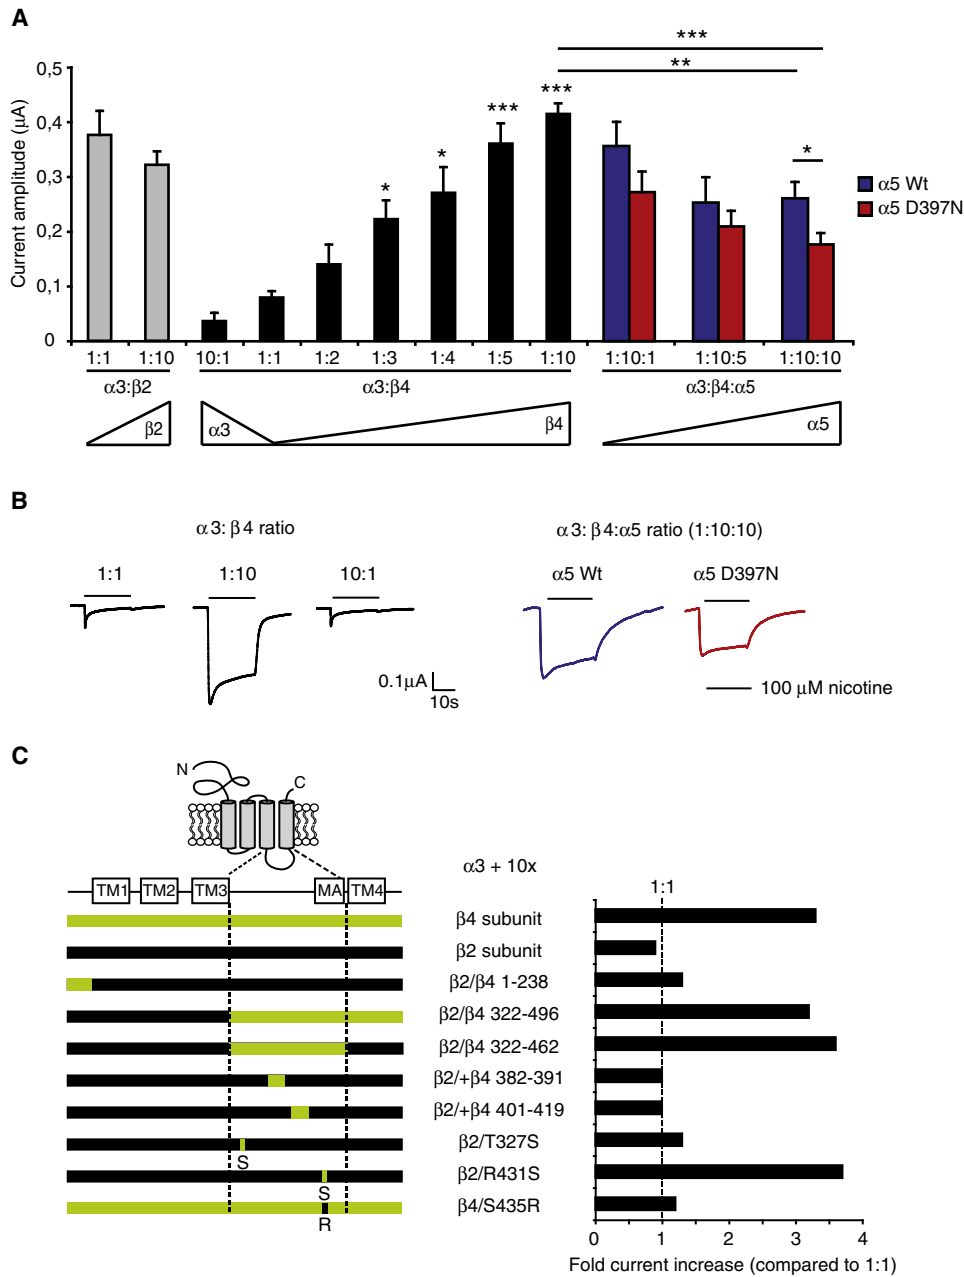 A
***
**
0,5
0,4
0,3
0,2
0,1
0
Current amplitude (μA)
*
*
***
***
*
α5 Wt
α5 D397N
1:1 1:10 10:1 1:1 1:2 1:3 1:4 1:5 1:10 1:10:1 1:10:5 1:10:10
α3:β2 α3:β4 α3:β4:α5
β2 α3 β4 α5
B
α3:β4 ratio
α3:β4:α5 ratio (1:10:10)
1:1 1:10 10:1 α5 Wt α5 D397N
0.1μA
10s
100 μM nicotine
C
N
C
α3 + 10x
TM1 TM2 TM3 MA TM4
1:1
β4 subunit
β2 subunit
β2/β4 1-238
β2/β4 322-496
β2/β4 322-462
β2/+β4 382-391
β2/+β4 401-419
β2/T327S
S
β2/R431S
S
β4/S435R
R
0 1 2 3 4
Fold current increase (compared to 1:1)